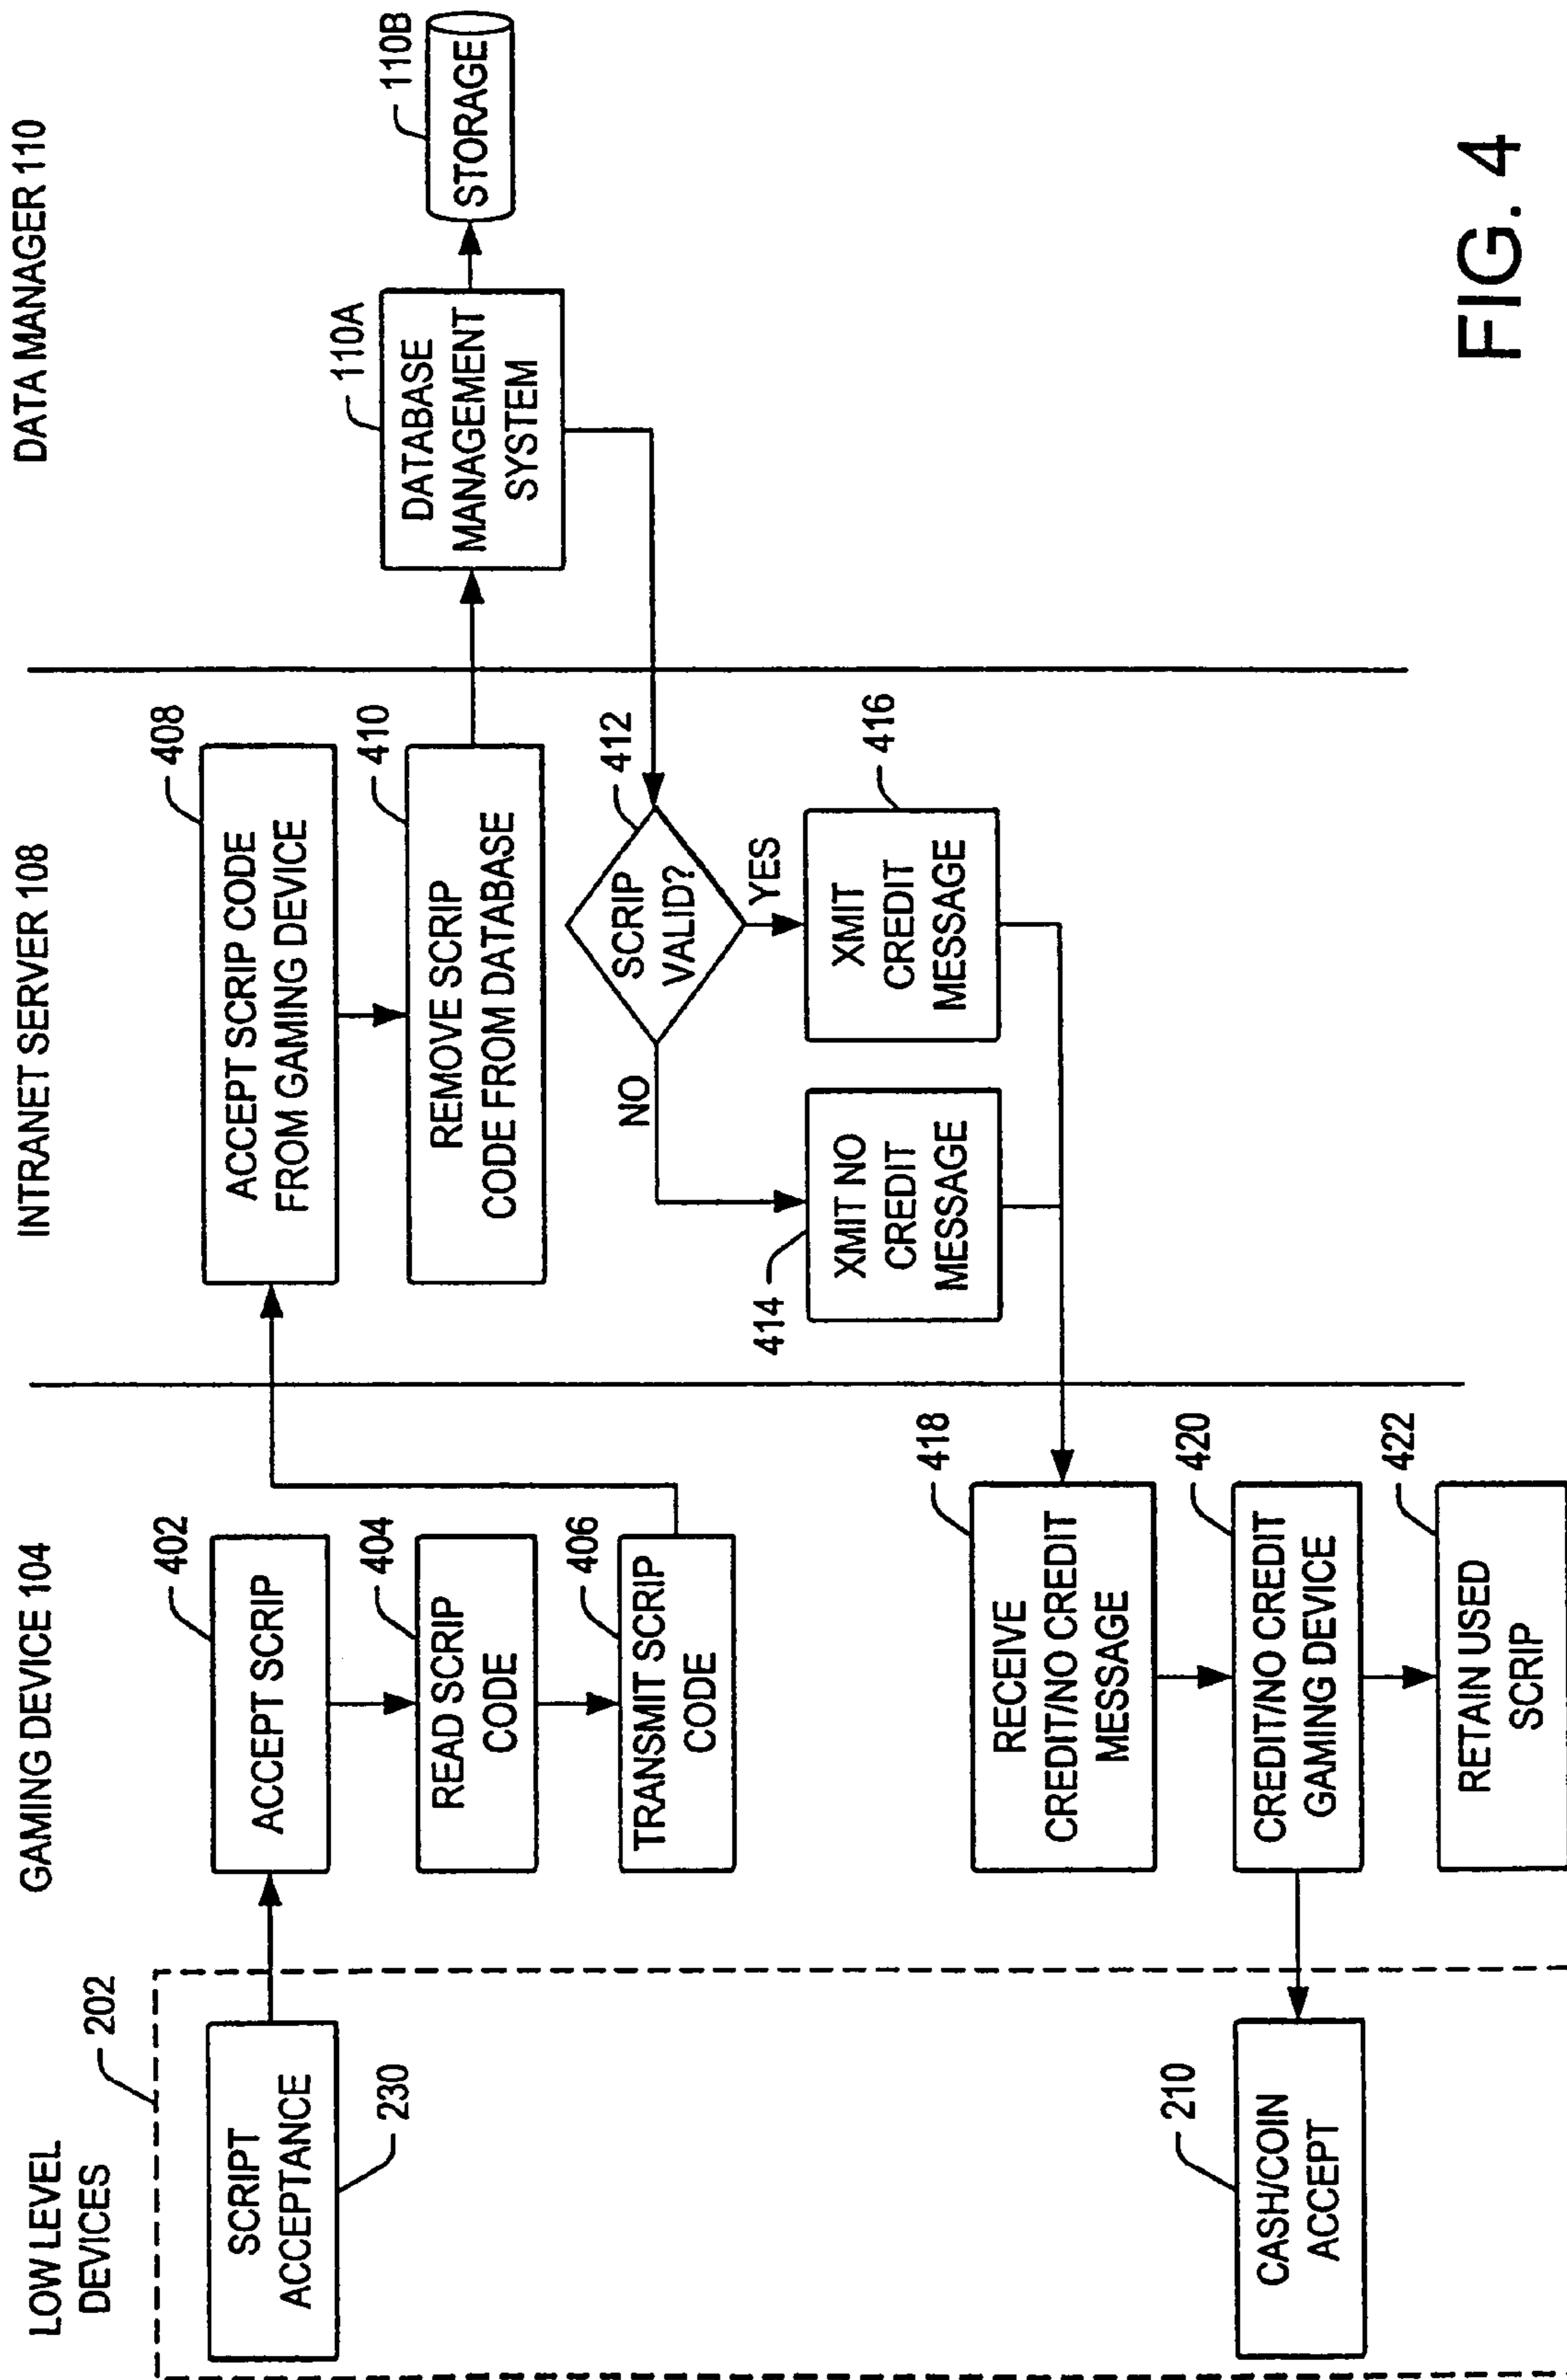 LOW LEVEL
DEVICES
202
SCRIPT
ACCEPTANCE
230
CASH/COIN
ACCEPT
210
GAMING DEVICE 104
ACCEPT SCRIP
402
READ SCRIP
CODE
404
TRANSMIT SCRIP
CODE
406
RECEIVE
CREDIT/NO CREDIT
MESSAGE
418
CREDIT/NO CREDIT
GAMING DEVICE
420
RETAIN USED
SCRIP
422
INTRANET SERVER 108
ACCEPT SCRIP CODE
FROM GAMING DEVICE
408
REMOVE SCRIP
CODE FROM DATABASE
410
SCRIP
VALID?
412
NO
YES
XMIT NO
CREDIT
MESSAGE
414
XMIT
CREDIT
MESSAGE
416
DATA MANAGER 110
DATABASE
MANAGEMENT
SYSTEM
110A
STORAGE
110B
FIG. 4